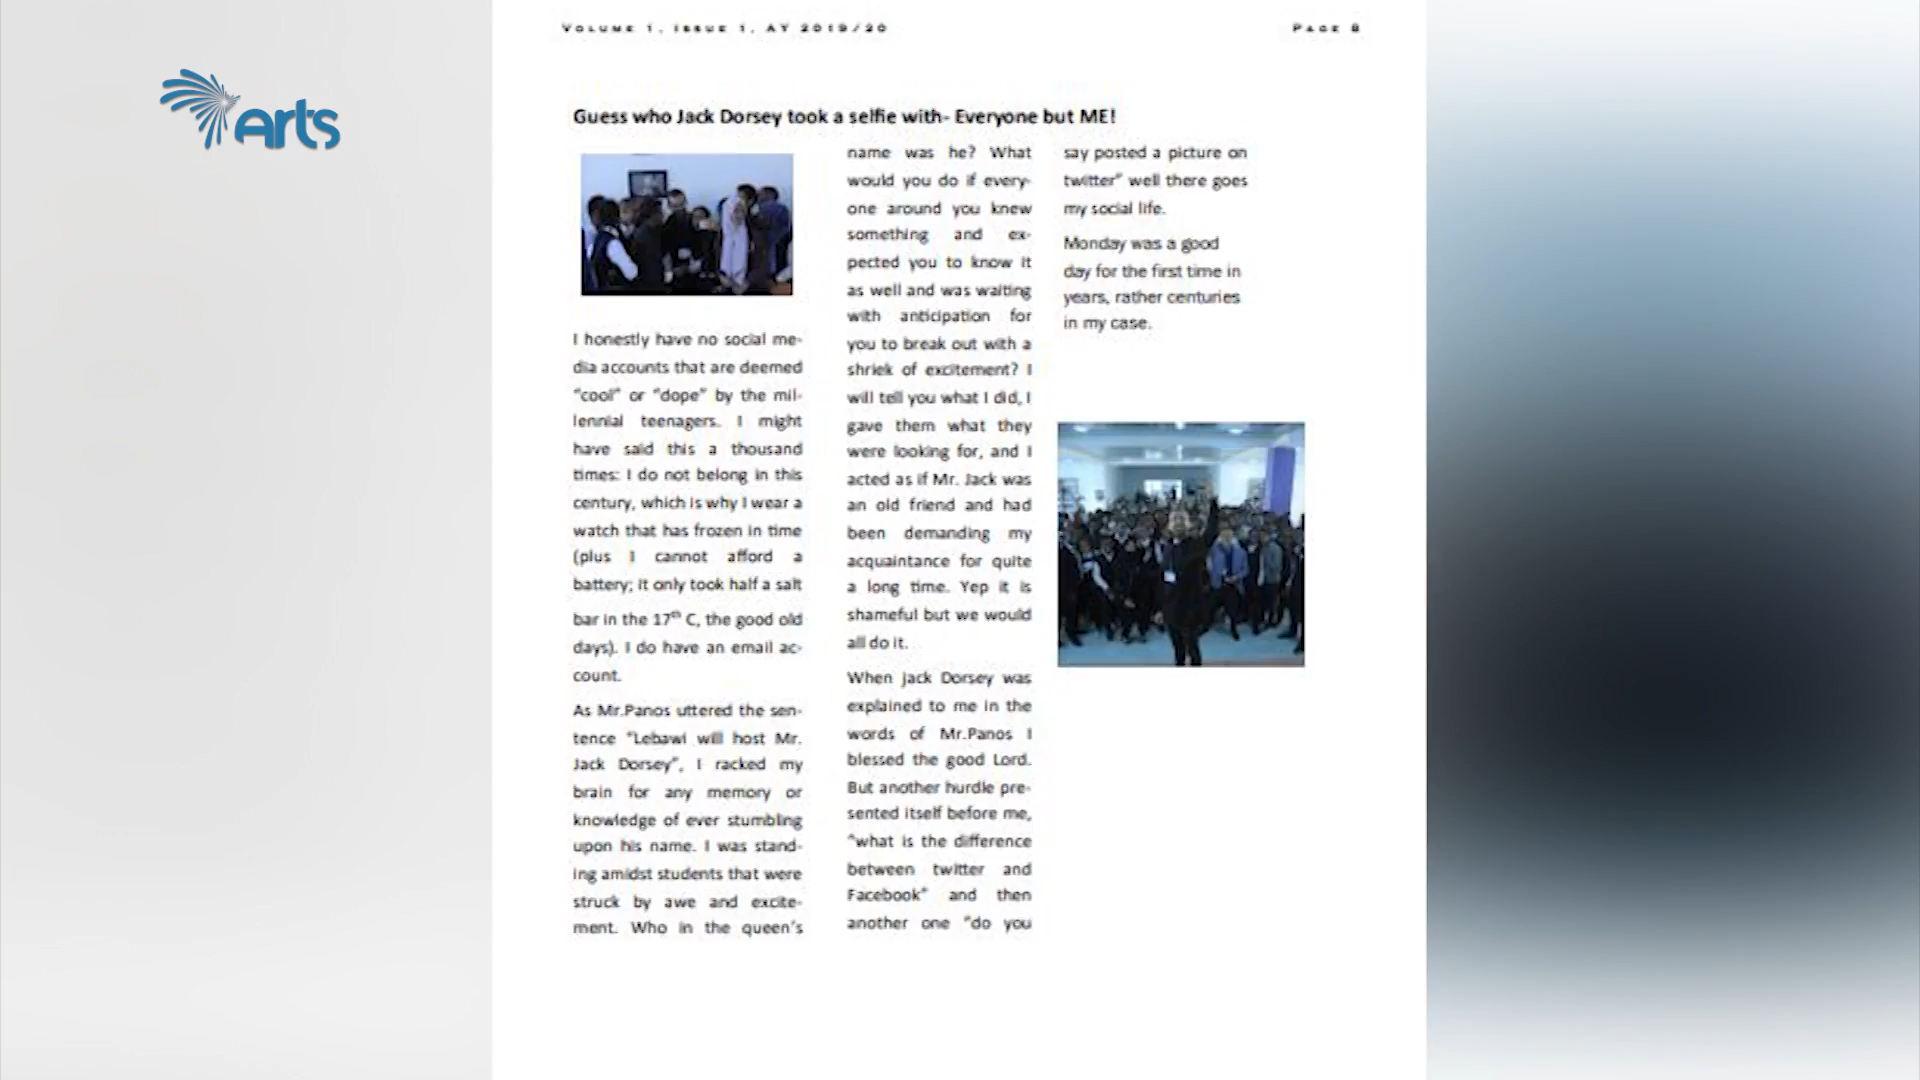 VOLUME 1, ISSUE 1, AY 2019/20
PAGE 8
arts
Guess who Jack Dorsey took a selfie with- Everyone but ME!
I honestly have no social me-
dia accounts that are deemed
"cool" or "dope" by the mil-
lennial teenagers. I might
have said this a thousand
times: I do not belong in this
century, which is why I wear a
watch that has frozen in time
(plus I cannot afford a
battery; it only took half a salt
bar in the 17th C, the good old
days). I do have an email ac-
count.
As Mr.Panos uttered the sen-
tence "Lebawi will host Mr.
Jack Dorsey", I racked my
brain for any memory or
knowledge of ever stumbling
upon his name. I was stand-
ing amidst students that were
struck by awe and excite-
ment. Who in the queen's
name was he? What
would you do if every-
one around you knew
something and ex-
pected you to know it
as well and was waiting
with anticipation for
you to break out with a
shriek of excitement? I
will tell you what I did, I
gave them what they
were looking for, and I
acted as if Mr. Jack was
an old friend and had
been demanding my
acquaintance for quite
a long time. Yep it is
shameful but we would
all do it.
When Jack Dorsey was
explained to me in the
words of Mr.Panos I
blessed the good Lord.
But another hurdle pre-
sented itself before me,
"what is the difference
between twitter and
Facebook" and then
another one "do you
say posted a picture on
twitter" well there goes
my social life.
Monday was a good
day for the first time in
years, rather centuries
in my case.